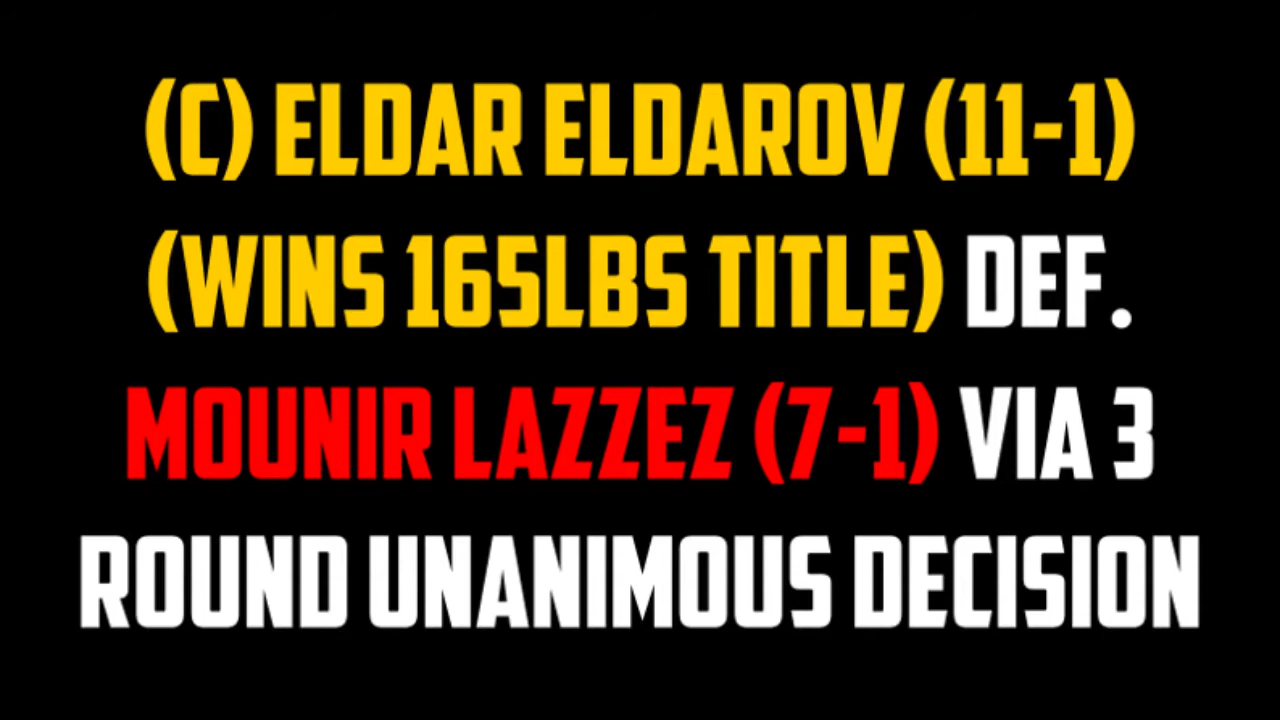 (C) ELDAR ELDAROV (11-1)
(WINS 165LBS TITLE) DEF.
MOUNIR LAZZEZ (7-1) VIA 3
ROUND UNANIMOUS DECISION